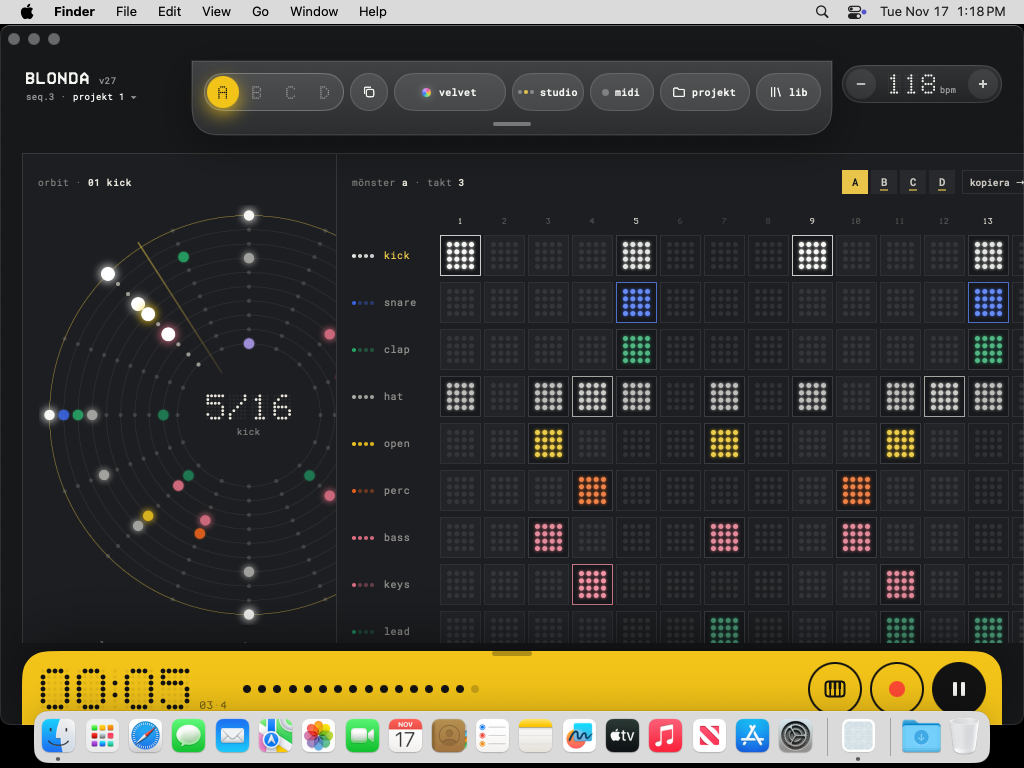 Finder File Edit View Go Window Help Tue Nov 17 1:18 PM
BLONDA v27
seq.3 · projekt 1
A B C D velvet studio midi projekt lib
− 118 bpm +
orbit · 01 kick
mönster a · takt 3
A B C D kopiera →
1 2 3 4 5 6 7 8 9 10 11 12 13
kick
snare
clap
hat
open
perc
bass
keys
lead
5/16
kick
00:05 03·4
NOV
17
tv